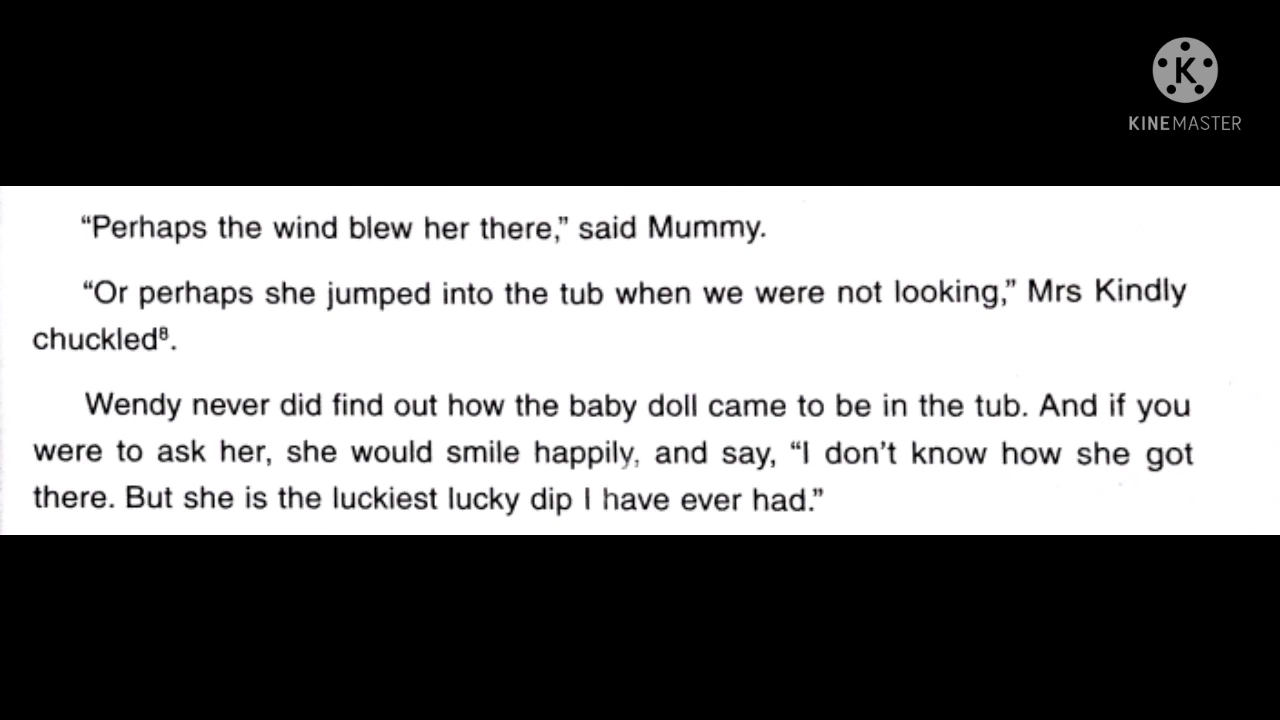 K
KINEMASTER
“Perhaps the wind blew her there,” said Mummy.
“Or perhaps she jumped into the tub when we were not looking,” Mrs Kindly
chuckled⁸.
Wendy never did find out how the baby doll came to be in the tub. And if you
were to ask her, she would smile happily, and say, “I don’t know how she got
there. But she is the luckiest lucky dip I have ever had.”